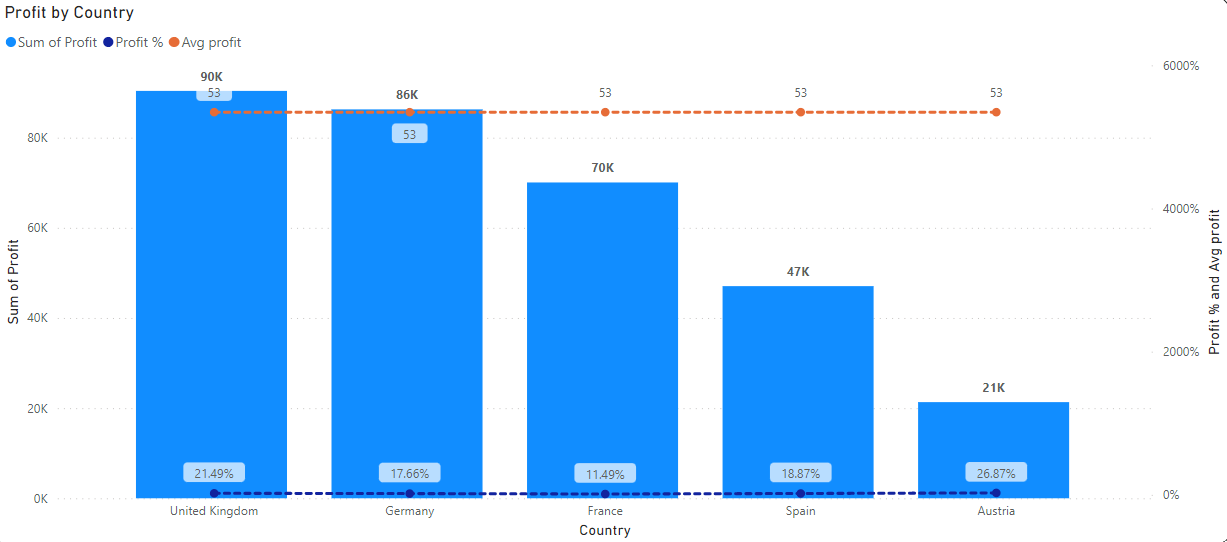 Profit by Country
Sum of Profit Profit % Avg profit
90K
86K
70K
47K
21K
53
53
53
53
53
21.49%
17.66%
11.49%
18.87%
26.87%
80K
60K
40K
20K
0K
Sum of Profit
6000%
4000%
2000%
0%
Profit % and Avg profit
United Kingdom
Germany
France
Spain
Austria
Country